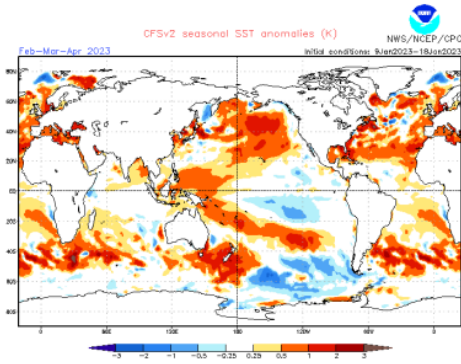 CFSv2 seasonal SST anomalies (K)
NWS/NCEP/CPC
Feb-Mar-Apr 2023
Initial conditions: 9Jan2023-18Jan2023
80N
60N
40N
20N
EQ
20S
40S
60S
80S
0 60E 120E 180 120W 60W 0
-3 -2 -1 -0.5 -0.25 0.25 0.5 1 2 3